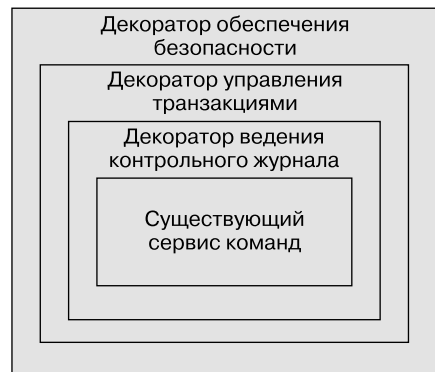 Декоратор обеспечения
безопасности
Декоратор управления
транзакциями
Декоратор ведения
контрольного журнала
Существующий
сервис команд